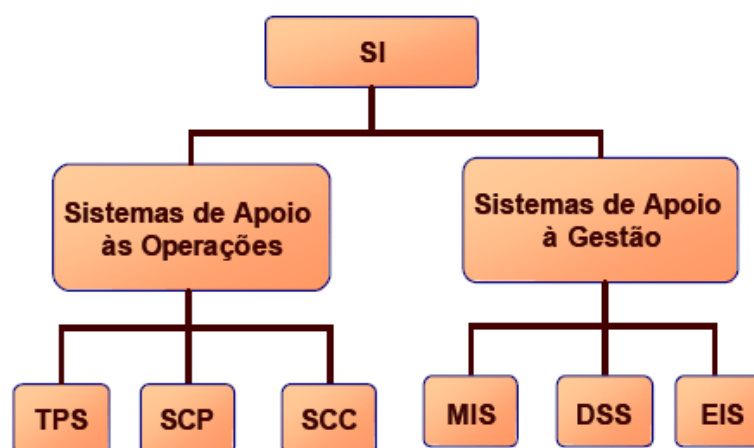 SI
Sistemas de Apoio
às Operações
Sistemas de Apoio
à Gestão
TPS
SCP
SCC
MIS
DSS
EIS